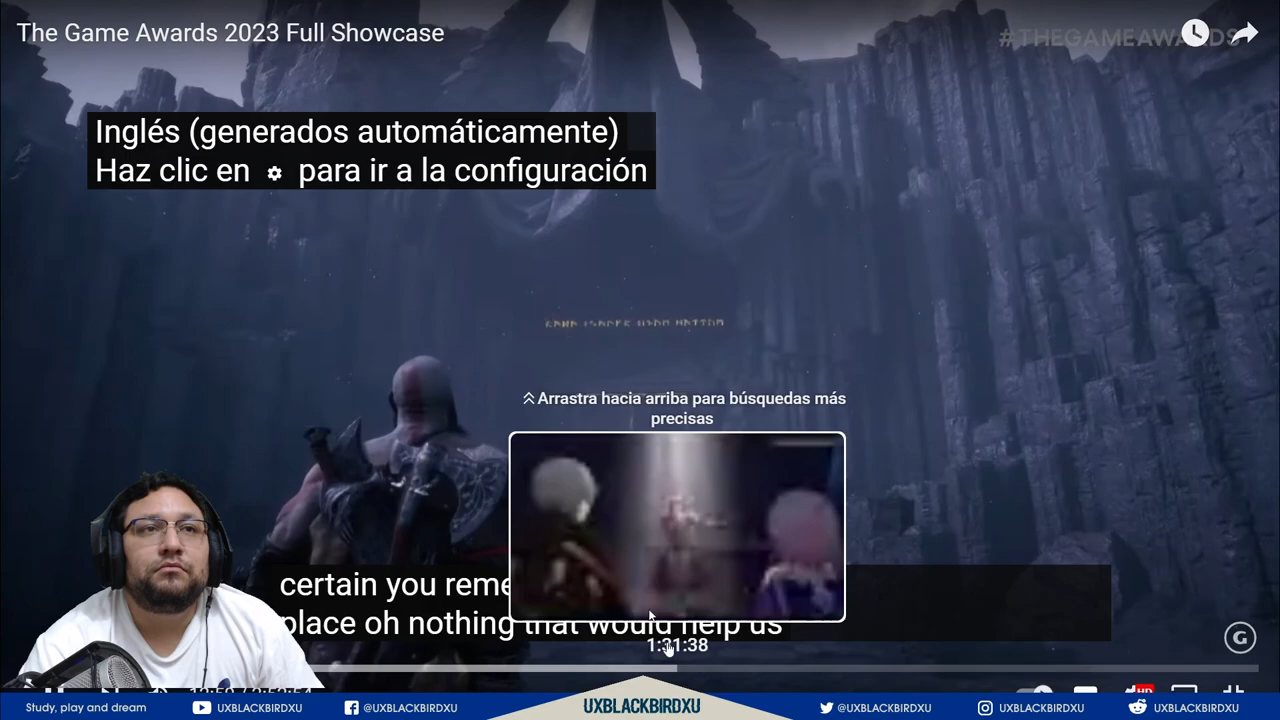 The Game Awards 2023 Full Showcase
#THEGAMEAWARDS
Inglés (generados automáticamente)
Haz clic en para ir a la configuración
Arrastra hacia arriba para búsquedas más
precisas
certain you reme
place oh nothing that would help us
1:31:38
G
HD
Study, play and dream
UXBLACKBIRDXU
@UXBLACKBIRDXU
UXBLACKBIRDXU
@UXBLACKBIRDXU
UXBLACKBIRDXU
UXBLACKBIRDXU